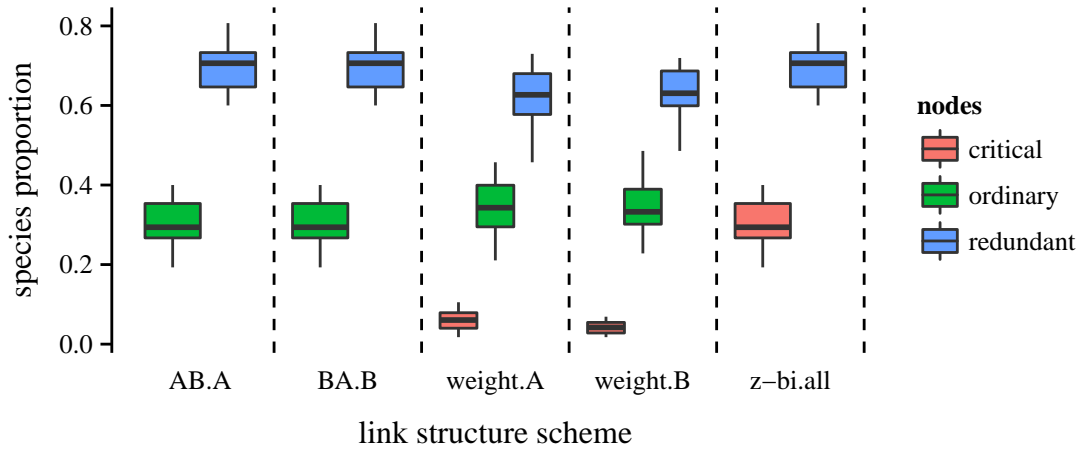 species proportion
0.8
0.6
0.4
0.2
0.0
AB.A
BA.B
weight.A
weight.B
z−bi.all
link structure scheme
nodes
critical
ordinary
redundant